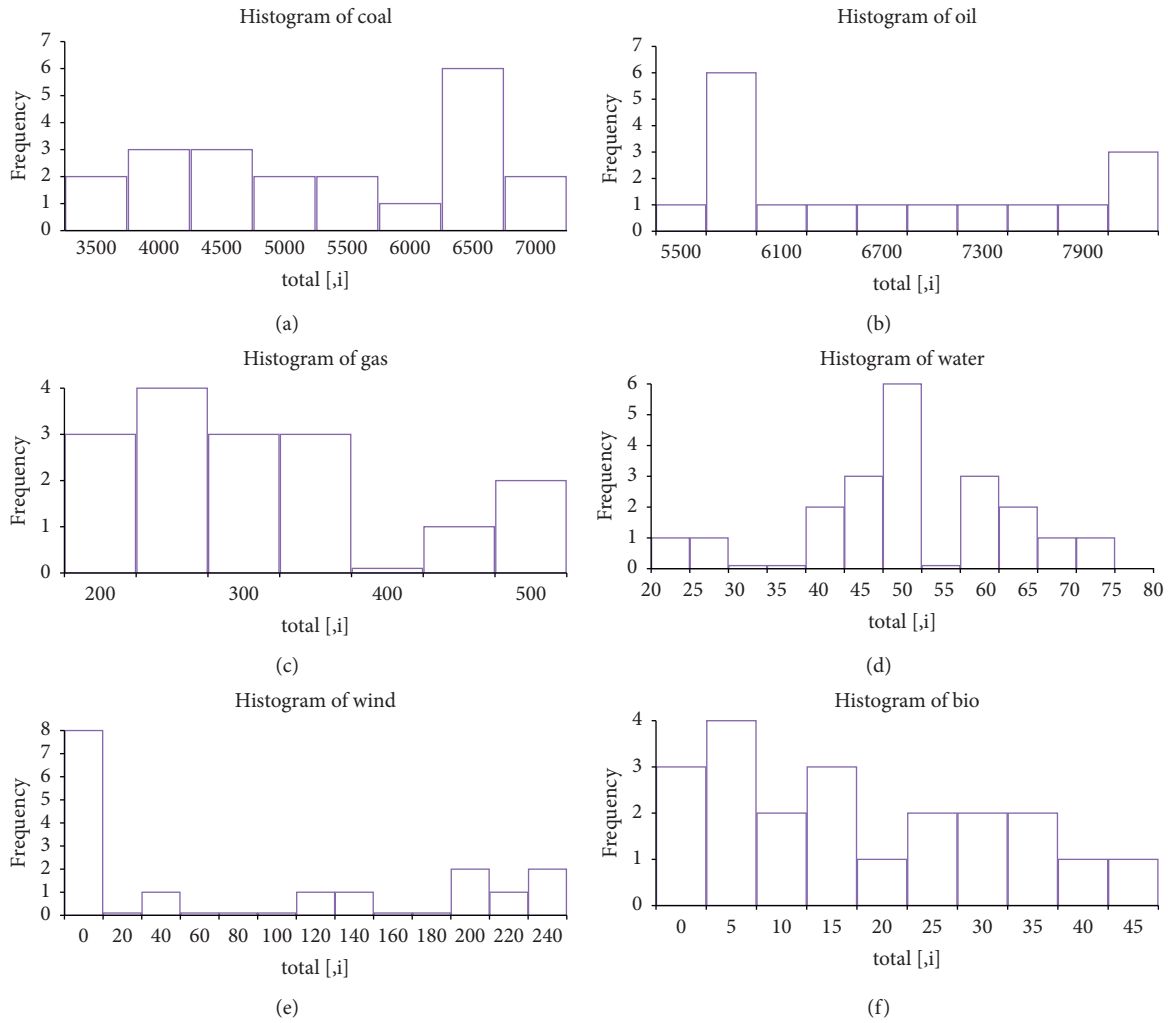 Histogram of coal
7
6
5
4
3
2
1
0
Frequency
3500 4000 4500 5000 5500 6000 6500 7000
total [,i]
(a)
Histogram of oil
7
6
5
4
3
2
1
0
Frequency
5500 6100 6700 7300 7900
total [,i]
(b)
Histogram of gas
4
3
2
1
0
Frequency
200 300 400 500
total [,i]
(c)
Histogram of water
6
5
4
3
2
1
0
Frequency
20 25 30 35 40 45 50 55 60 65 70 75 80
total [,i]
(d)
Histogram of wind
8
7
6
5
4
3
2
1
0
Frequency
0 20 40 60 80 100 120 140 160 180 200 220 240
total [,i]
(e)
Histogram of bio
4
3
2
1
0
Frequency
0 5 10 15 20 25 30 35 40 45
total [,i]
(f)